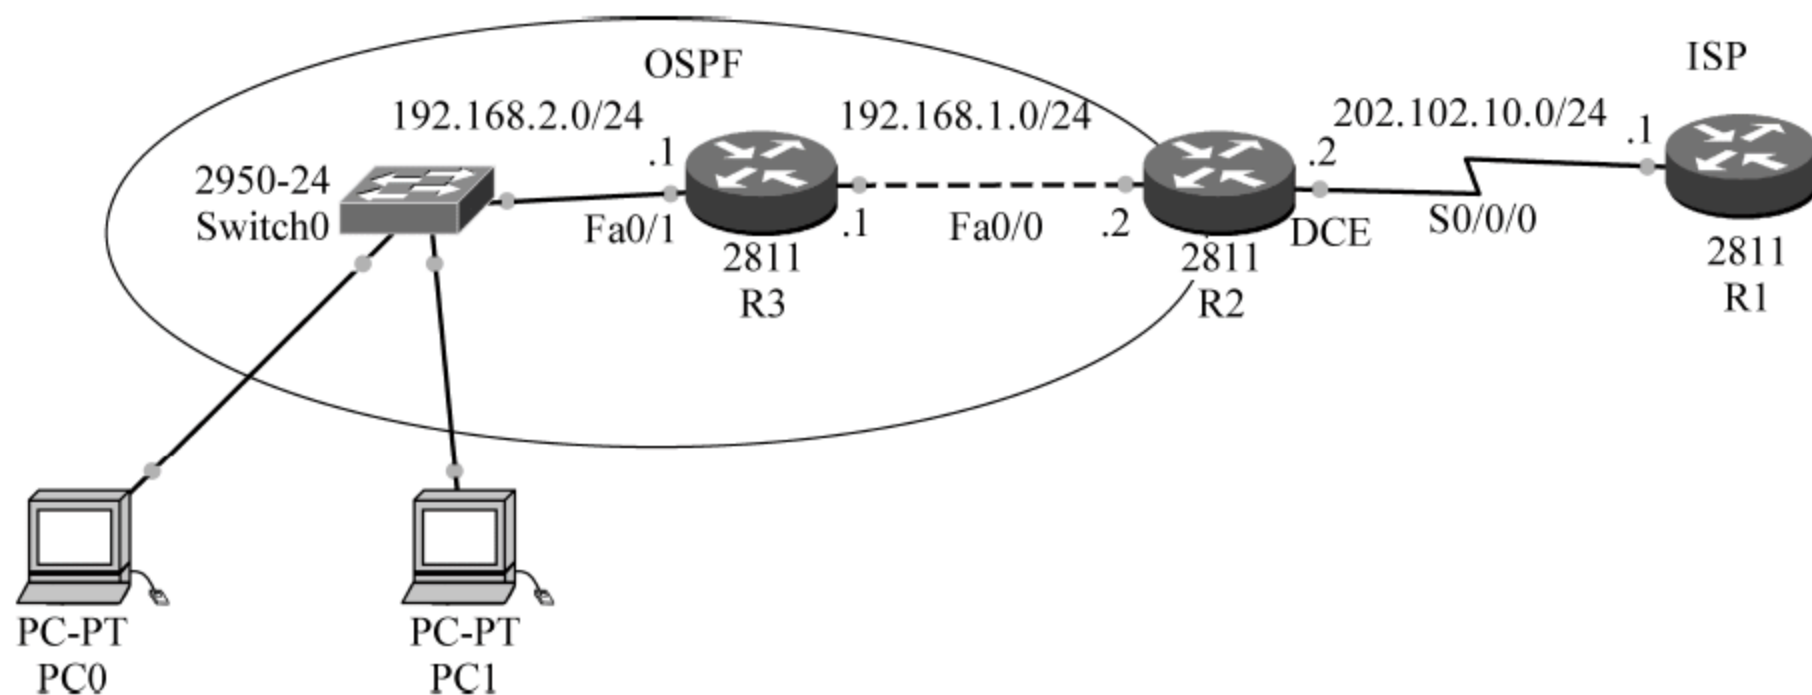 OSPF
ISP
192.168.2.0/24
192.168.1.0/24
202.102.10.0/24
.1
.1
.2
2950-24
Switch0
Fa0/1
.1
Fa0/0
.2
DCE
S0/0/0
2811
R3
2811
R2
2811
R1
PC-PT
PC0
PC-PT
PC1